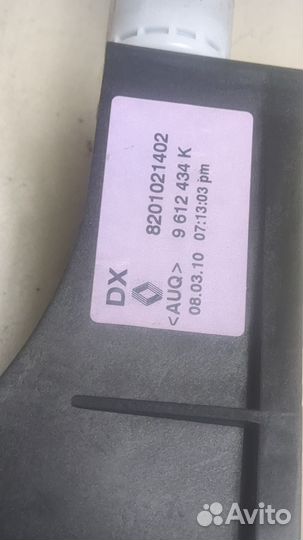 DX
8201021402
<AUQ> 9 612 434 K
08.03.10 07:13:03 pm
Avito